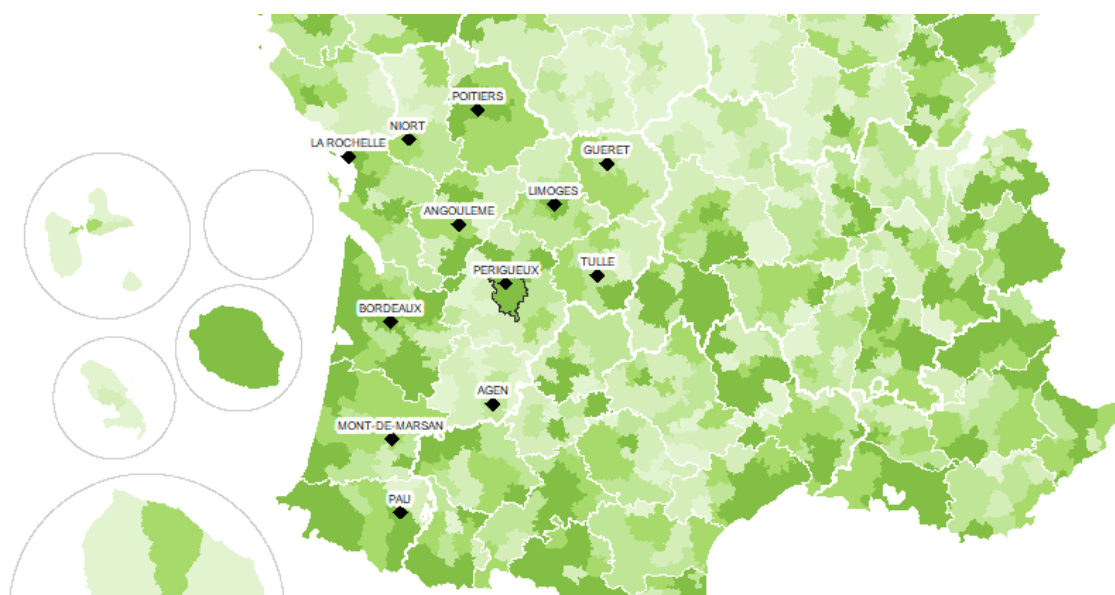 POITIERS
NIORT
LA ROCHELLE
GUERET
LIMOGES
ANGOULEME
TULLE
PERIGUEUX
BORDEAUX
AGEN
MONT-DE-MARSAN
PAU